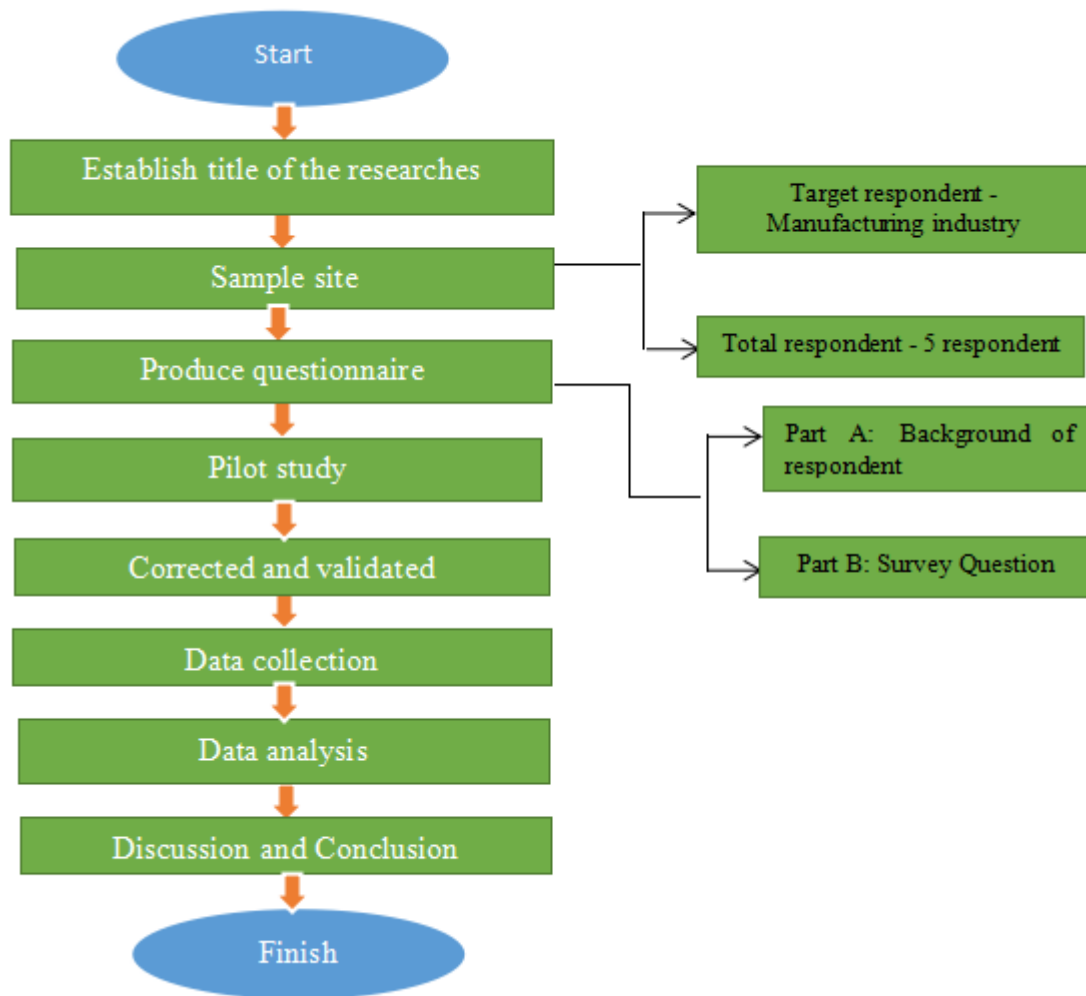 Start
Establish title of the researches
Target respondent -
Manufacturing industry
Sample site
Total respondent - 5 respondent
Produce questionnaire
Part A: Background of
respondent
Pilot study
Part B: Survey Question
Corrected and validated
Data collection
Data analysis
Discussion and Conclusion
Finish